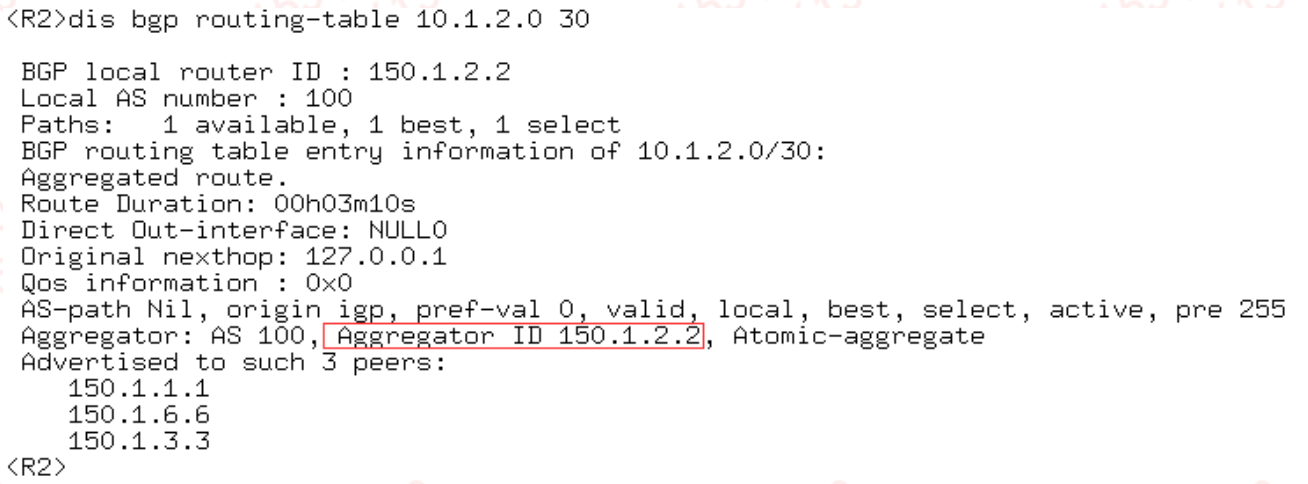 <R2>dis bgp routing-table 10.1.2.0 30
BGP local router ID : 150.1.2.2
Local AS number : 100
Paths:   1 available, 1 best, 1 select
BGP routing table entry information of 10.1.2.0/30:
Aggregated route.
Route Duration: 00h03m10s
Direct Out-interface: NULL0
Original nexthop: 127.0.0.1
Qos information : 0x0
AS-path Nil, origin igp, pref-val 0, valid, local, best, select, active, pre 255
Aggregator: AS 100, Aggregator ID 150.1.2.2, Atomic-aggregate
Advertised to such 3 peers:
150.1.1.1
150.1.6.6
150.1.3.3
<R2>